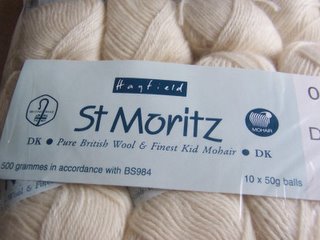 Hayfield
0
St Moritz
MOHAIR
D
DK • Pure British Wool & Finest Kid Mohair • DK
500 grammes in accordance with BS984
10 x 50g balls